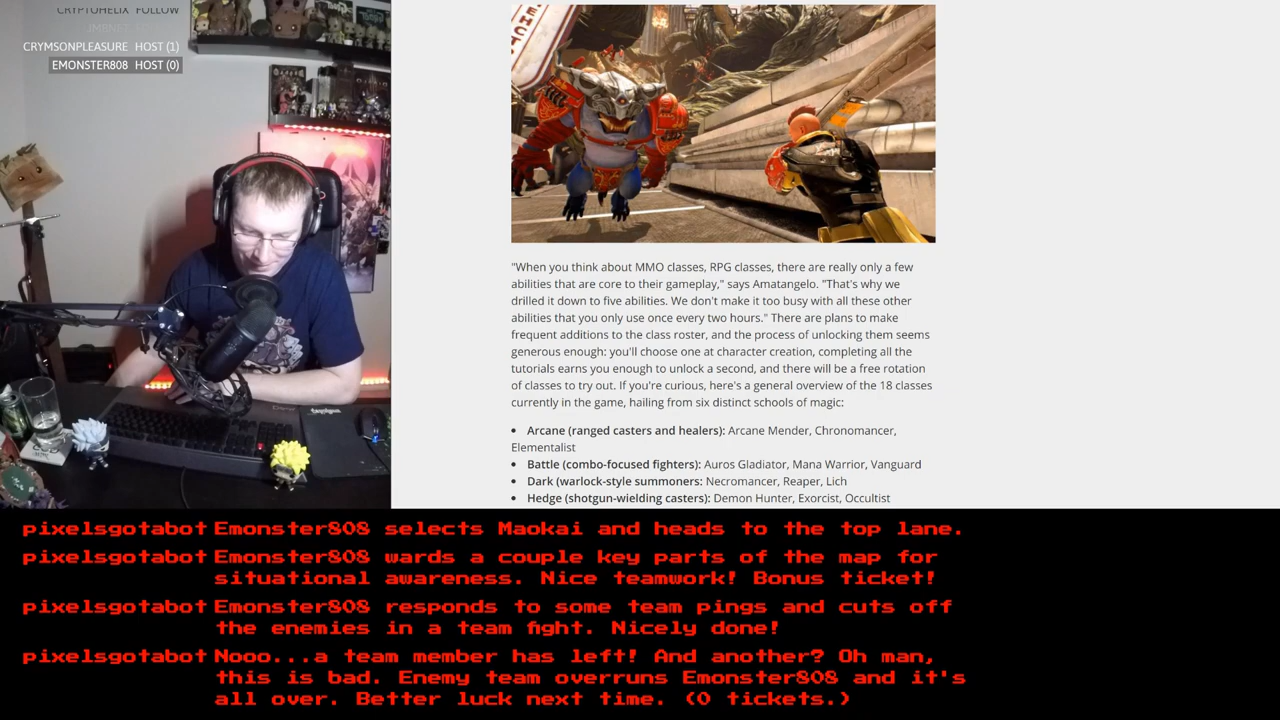 CRYPTOHELIX FOLLOW
CRYMSONPLEASURE HOST (1)
EMONSTER808 HOST (0)
"When you think about MMO classes, RPG classes, there are really only a few
abilities that are core to their gameplay," says Amatangelo. "That's why we
drilled it down to five abilities. We don't make it too busy with all these other
abilities that you only use once every two hours." There are plans to make
frequent additions to the class roster, and the process of unlocking them seems
generous enough: you'll choose one at character creation, completing all the
tutorials earns you enough to unlock a second, and there will be a free rotation
of classes to try out. If you're curious, here's a general overview of the 18 classes
currently in the game, hailing from six distinct schools of magic:
• Arcane (ranged casters and healers): Arcane Mender, Chronomancer,
Elementalist
• Battle (combo-focused fighters): Auros Gladiator, Mana Warrior, Vanguard
• Dark (warlock-style summoners: Necromancer, Reaper, Lich
• Hedge (shotgun-wielding casters): Demon Hunter, Exorcist, Occultist
pixelsgotabot Emonster808 selects Maokai and heads to the top lane.
pixelsgotabot Emonster808 wards a couple key parts of the map for
situational awareness. Nice teamwork! Bonus ticket!
pixelsgotabot Emonster808 responds to some team pings and cuts off
the enemies in a team fight. Nicely done!
pixelsgotabot Nooo...a team member has left! And another? Oh man,
this is bad. Enemy team overruns Emonster808 and it's
all over. Better luck next time. (0 tickets.)